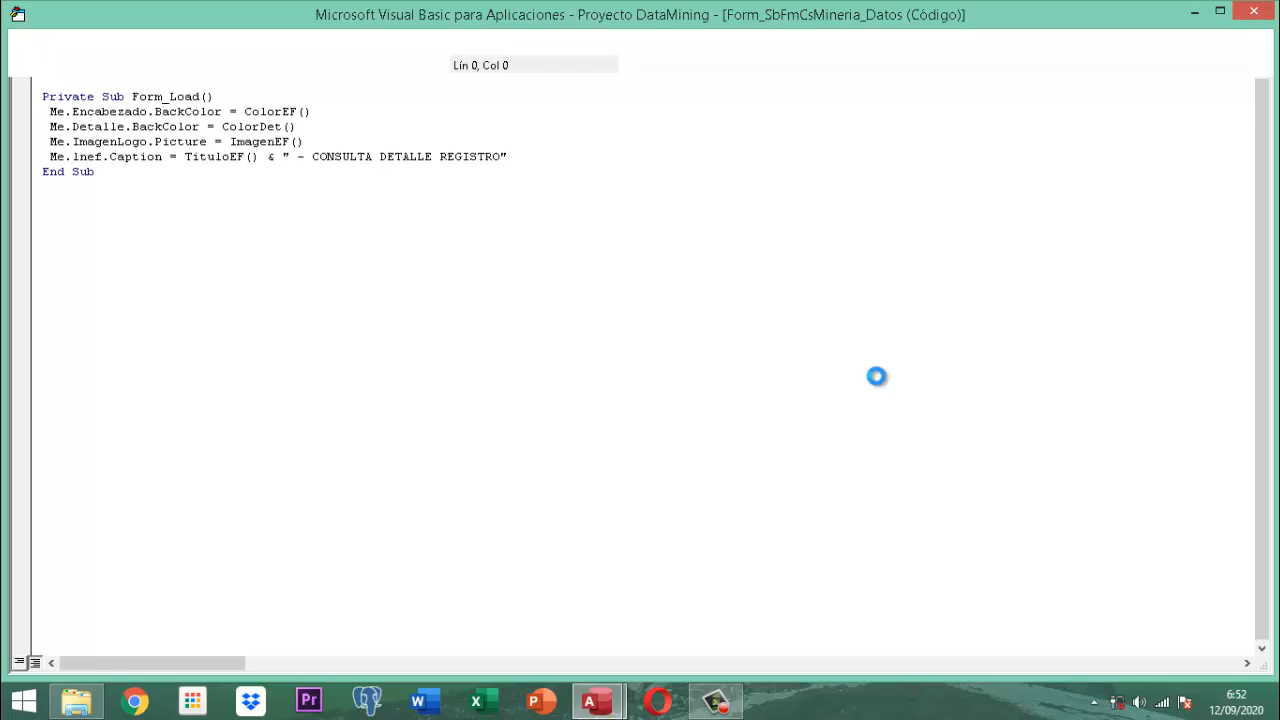 Microsoft Visual Basic para Aplicaciones - Proyecto DataMining - [Form_SbFmCsMineria_Datos (Código)]
Lín 0, Col 0
Private Sub Form_Load()
Me.Encabezado.BackColor = ColorEF()
Me.Detalle.BackColor = ColorDet()
Me.ImagenLogo.Picture = ImagenEF()
Me.lnef.Caption = TituloEF() & " - CONSULTA DETALLE REGISTRO"
End Sub
Pr
W
X
P
A
6:52
12/09/2020